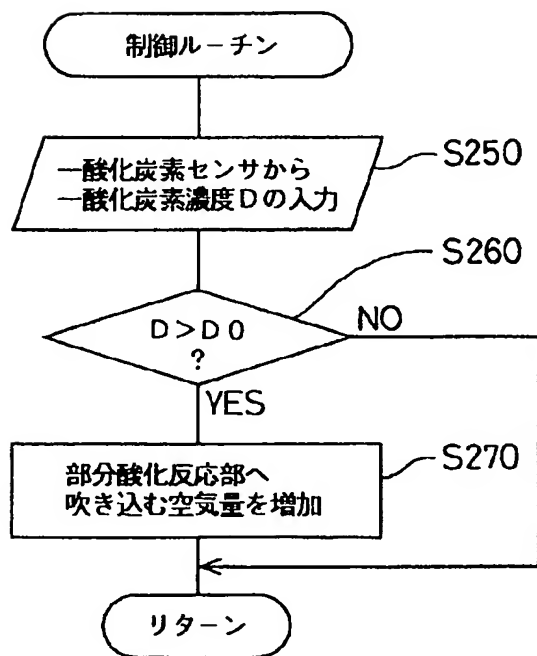 制御ルーチン
一酸化炭素センサから
一酸化炭素濃度Dの入力
S250
S260
D>D0
?
NO
YES
部分酸化反応部へ
吹き込む空気量を増加
S270
リターン